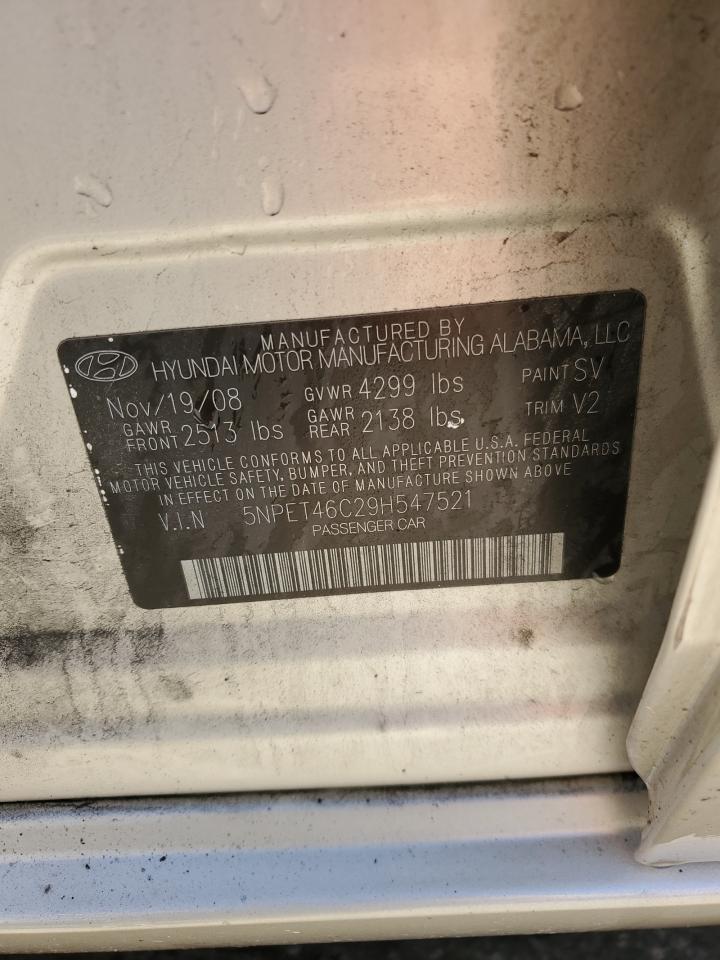 MANUFACTURED BY
HYUNDAI MOTOR MANUFACTURING ALABAMA, LLC
Nov/19/08 GVWR 4299 lbs PAINT SV
GAWR FRONT 2513 lbs GAWR REAR 2138 lbs TRIM V2
THIS VEHICLE CONFORMS TO ALL APPLICABLE U.S.A. FEDERAL
MOTOR VEHICLE SAFETY, BUMPER, AND THEFT PREVENTION STANDARDS
IN EFFECT ON THE DATE OF MANUFACTURE SHOWN ABOVE
V.I.N 5NPET46C29H547521
PASSENGER CAR